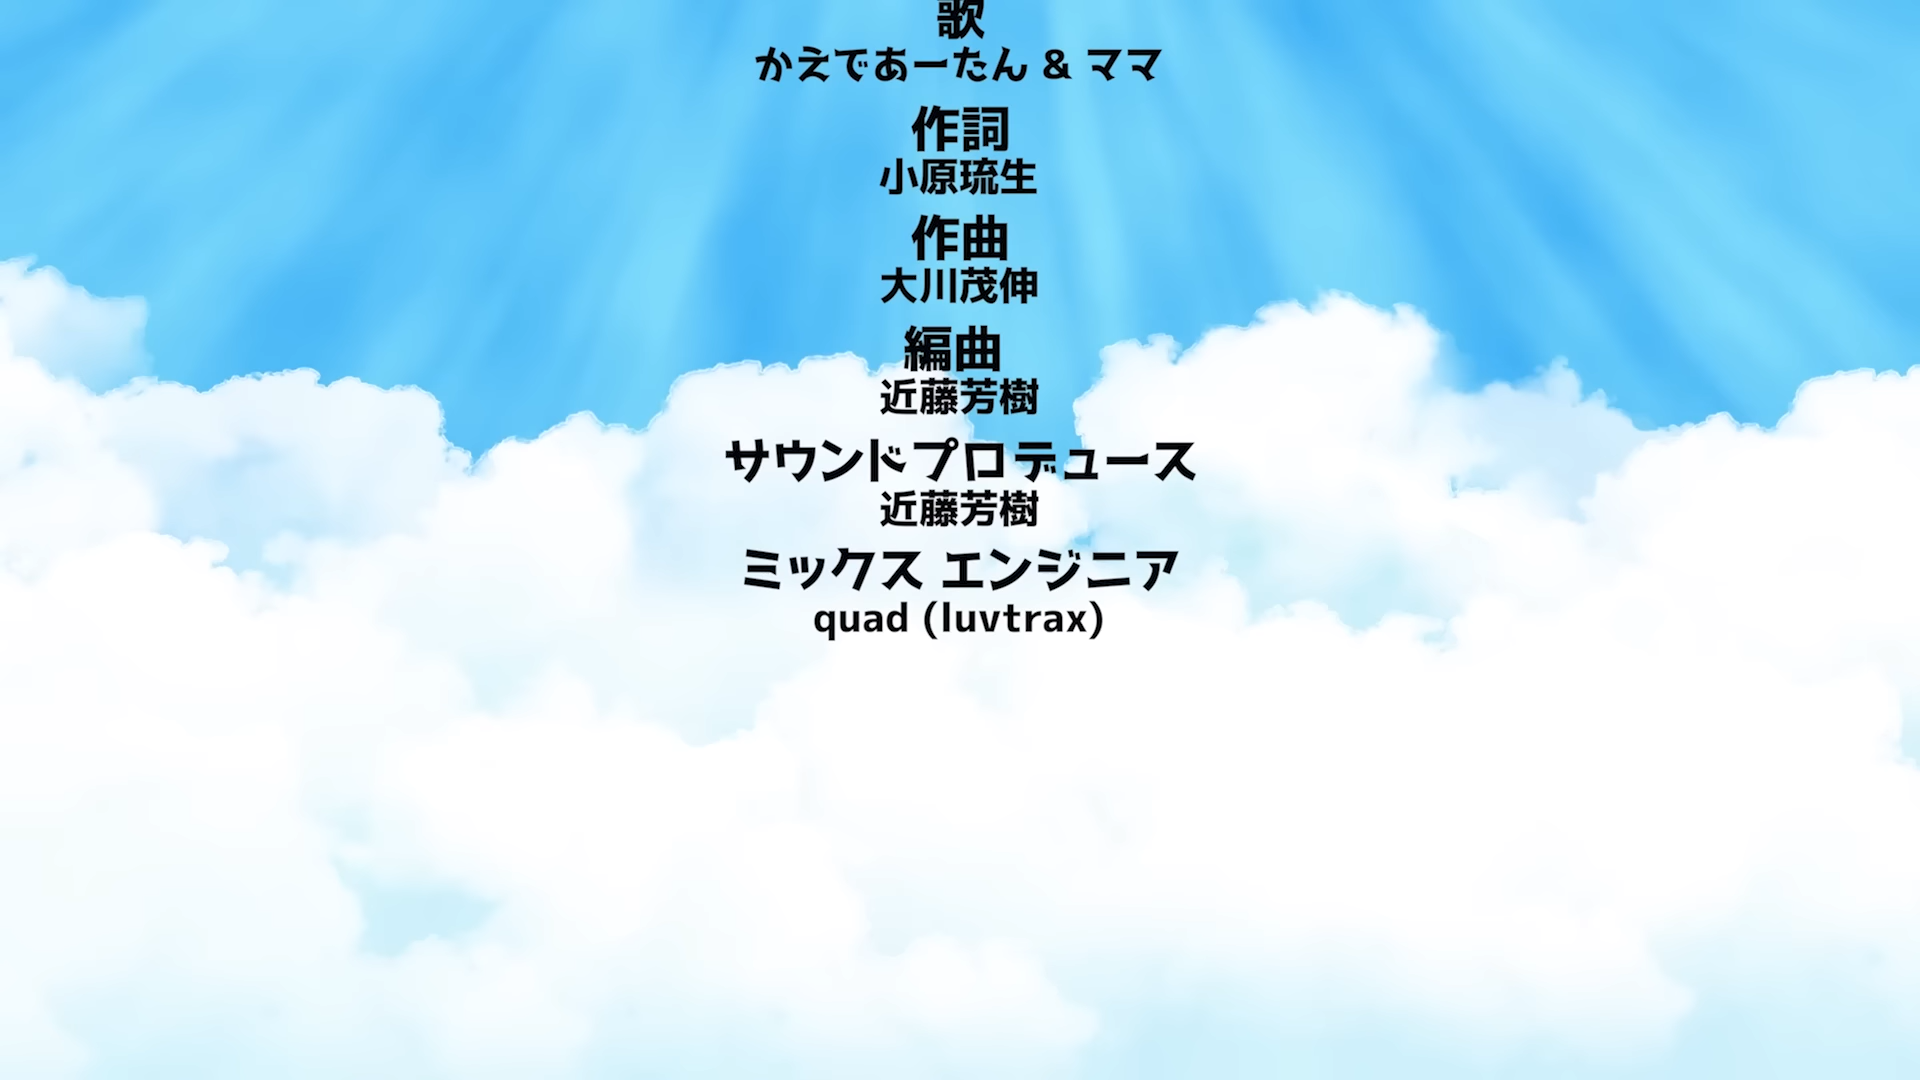 歌
かえであーたん & ママ
作詞
小原琉生
作曲
大川茂伸
編曲
近藤芳樹
サウンドプロデュース
近藤芳樹
ミックス エンジニア
quad (luvtrax)